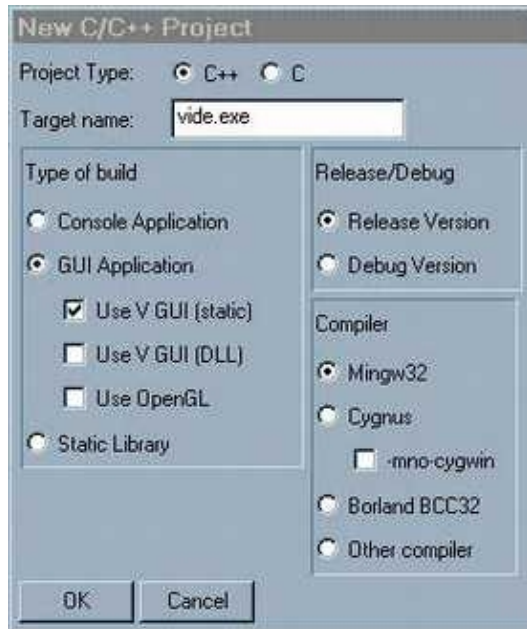 New C/C++ Project
Project Type: C++ C
Target name: vide.exe
Type of build
Console Application
GUI Application
Use V GUI (static)
Use V GUI (DLL)
Use OpenGL
Static Library
Release/Debug
Release Version
Debug Version
Compiler
Mingw32
Cygnus
-mno-cygwin
Borland BCC32
Other compiler
OK Cancel